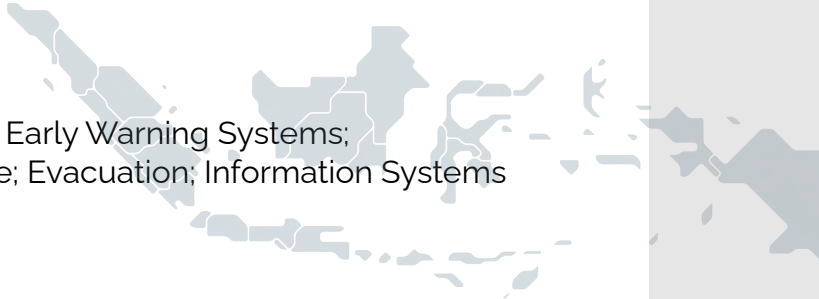 Early Warning Systems;
e; Evacuation; Information Systems